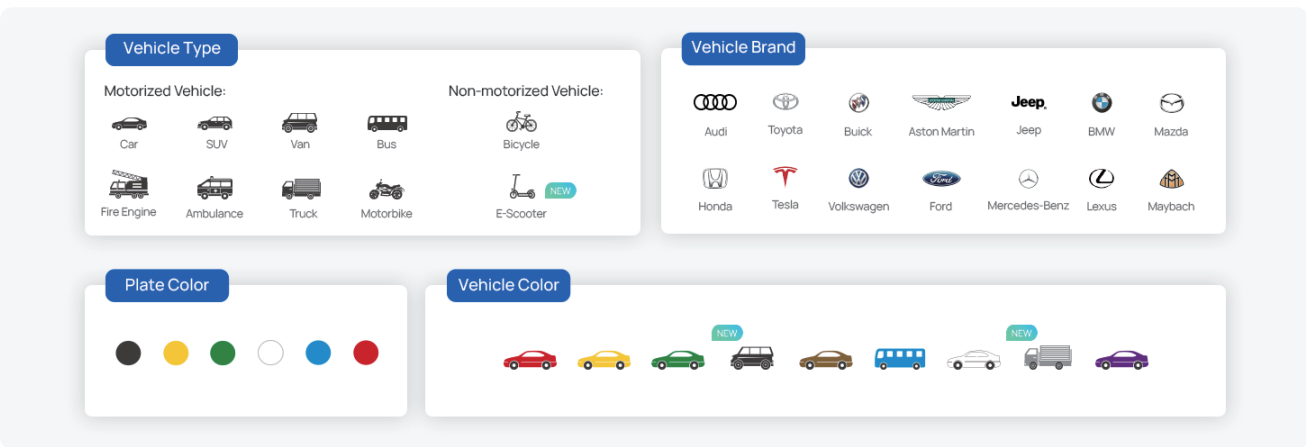 Vehicle Type
Motorized Vehicle:
Non-motorized Vehicle:
Car
SUV
Van
Bus
Bicycle
NEW
Fire Engine
Ambulance
Truck
Motorbike
E-Scooter
Vehicle Brand
Jeep
Audi
Toyota
Buick
Aston Martin
Jeep
BMW
Mazda
Ford
Honda
Tesla
Volkswagen
Ford
Mercedes-Benz
Lexus
Maybach
Plate Color
Vehicle Color
NEW
NEW